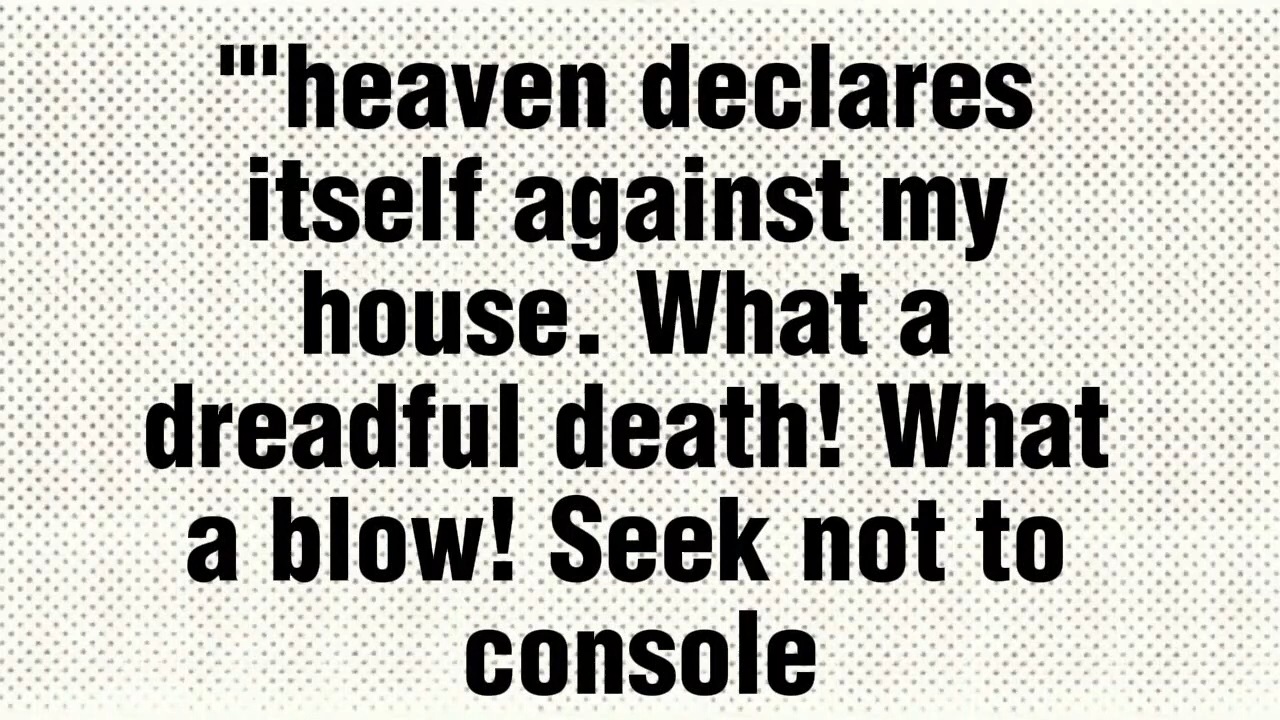 "'heaven declares
itself against my
house. What a
dreadful death! What
a blow! Seek not to
console